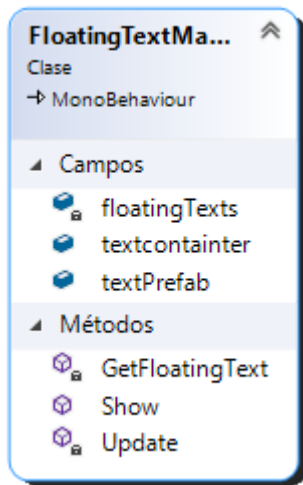 FloatingTextMa...
Clase
MonoBehaviour
Campos
floatingTexts
textcontainter
textPrefab
Métodos
GetFloatingText
Show
Update